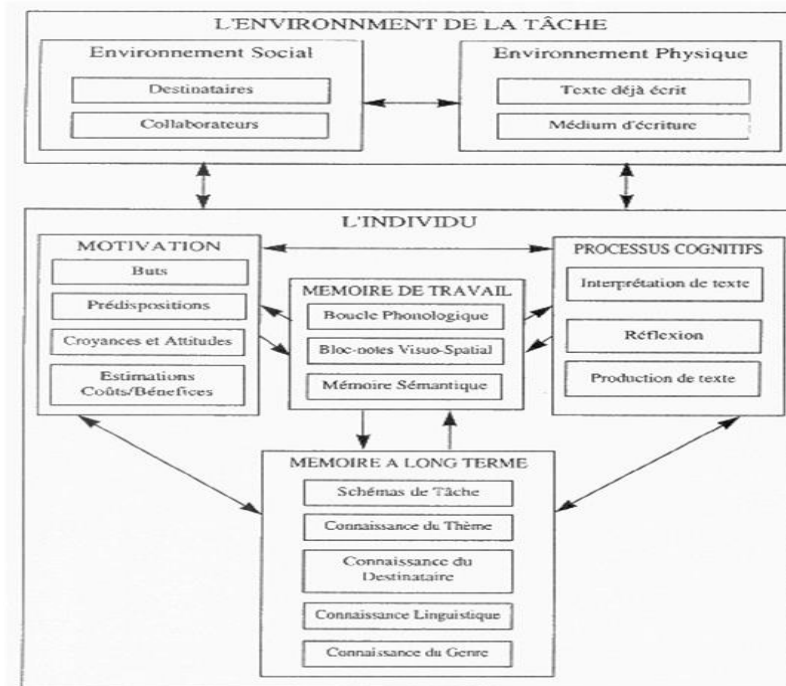 L'ENVIRONNMENT DE LA TÂCHE
Environnement Social
Destinataires
Collaborateurs
Environnement Physique
Texte déjà écrit
Médium d'écriture
L'INDIVIDU
MOTIVATION
Buts
Prédispositions
Croyances et Attitudes
Estimations
Coûts/Bénefices
MEMOIRE DE TRAVAIL
Boucle Phonologique
Bloc-notes Visuo-Spatial
Mémoire Sémantique
PROCESSUS COGNITIFS
Interprétation de texte
Réflexion
Production de texte
MEMOIRE A LONG TERME
Schémas de Tâche
Connaissance du Thème
Connaissance du
Destinataire
Connaissance Linguistique
Connaissance du Genre